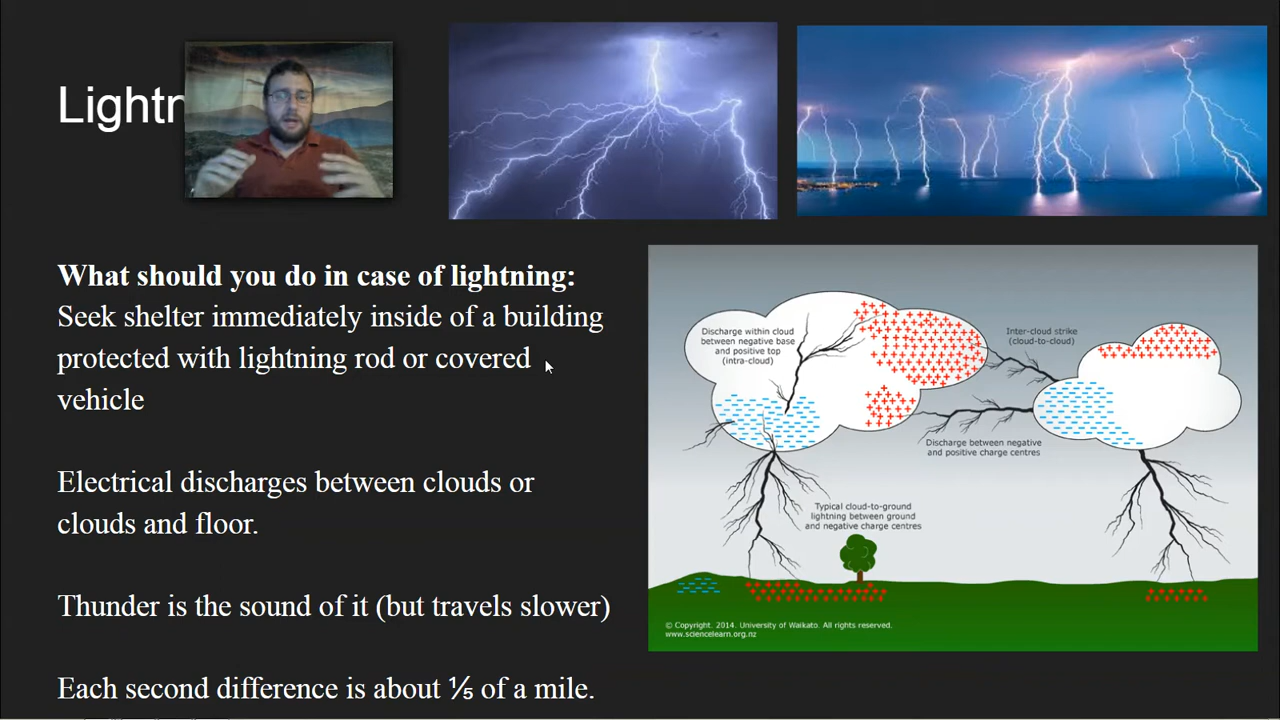 Lightn
What should you do in case of lightning:
Seek shelter immediately inside of a building
protected with lightning rod or covered
vehicle
Electrical discharges between clouds or
clouds and floor.
Thunder is the sound of it (but travels slower)
Each second difference is about ⅕ of a mile.
Discharge within cloud
between negative base
and positive top
(intra-cloud)
Inter-cloud strike
(cloud-to-cloud)
Discharge between negative
and positive charge centres
Typical cloud-to-ground
lightning between ground
and negative charge centres
© Copyright. 2014. University of Waikato. All rights reserved.
www.sciencelearn.org.nz